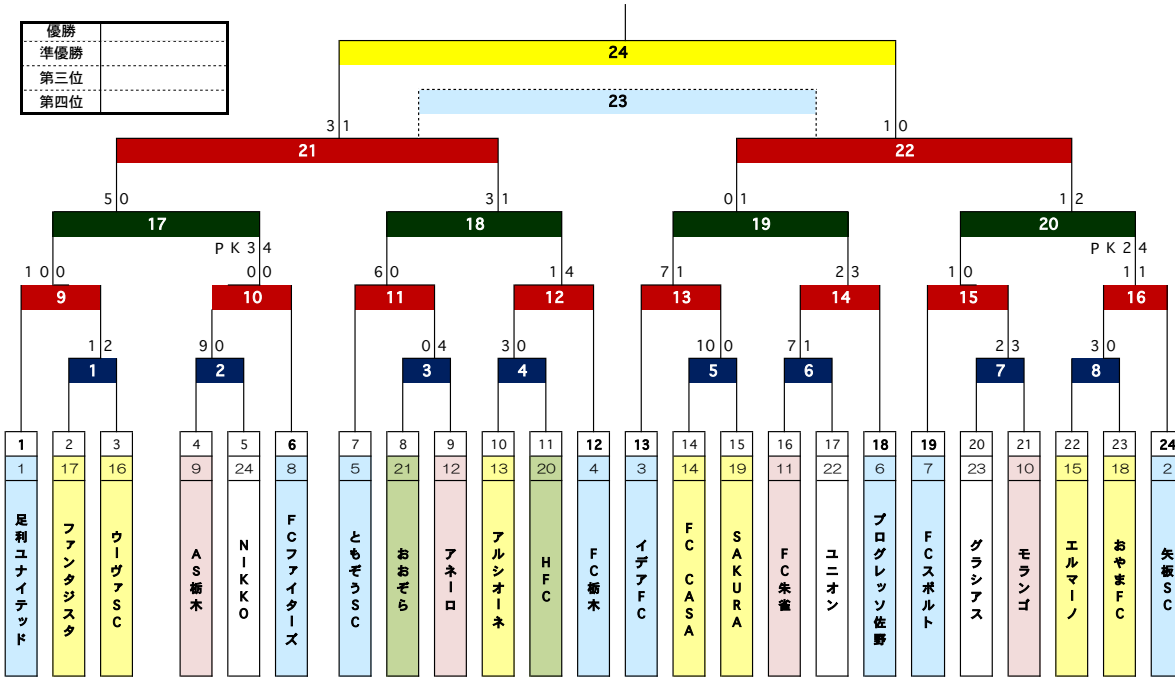 優勝
準優勝
第三位
第四位
24
23
3 1
1 0
21
22
5 0
3 1
0 1
1 2
17
18
19
20
P K 3 4
P K 2 4
1 0 0
0 0
6 0
1 4
7 1
2 3
1 0
1 1
9
10
11
12
13
14
15
16
1 2
9 0
0 4
3 0
10 0
7 1
2 3
3 0
1
2
3
4
5
6
7
8
1 2 3 4 5 6 7 8 9 10 11 12 13 14 15 16 17 18 19 20 21 22 23 24
1 17 16 9 24 8 5 21 12 13 20 4 3 14 19 11 22 6 7 23 10 15 18 2
足利ユナイテッド
ファンタジスタ
ウーヴァSC
AS栃木
NIKKO
FCファイターズ
ともぞうSC
おおぞら
アネーロ
アルシオーネ
HFC
FC栃木
イデアFC
FC CASA
SAKURA
FC朱雀
ユニオン
プログレッソ佐野
FCスポルト
グラシアス
モランゴ
エルマーノ
おやまFC
矢板SC